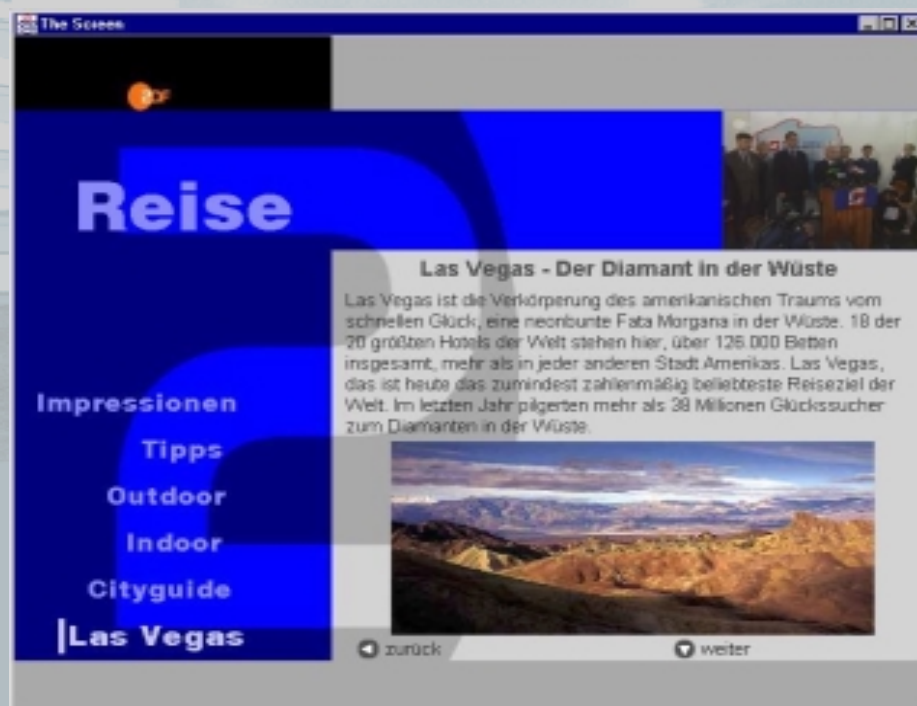 The Screen
ZDF
Reise
Las Vegas - Der Diamant in der Wüste
Las Vegas ist die Verkörperung des amerikanischen Traums vom
schnellen Glück, eine neonbunte Fata Morgana in der Wüste. 18 der
20 größten Hotels der Welt stehen hier, über 126.000 Betten
insgesamt, mehr als in jeder anderen Stadt Amerikas. Las Vegas,
das ist heute das zumindest zahlenmäßig beliebteste Reiseziel der
Welt. Im letzten Jahr pilgerten mehr als 38 Millionen Glückssucher
zum Diamanten in der Wüste.
Impressionen
Tipps
Outdoor
Indoor
Cityguide
Las Vegas
zurück
weiter